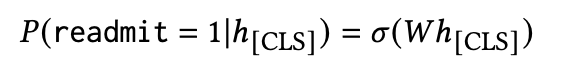 P(readmit = 1|h[CLS]) = σ(Wh[CLS])